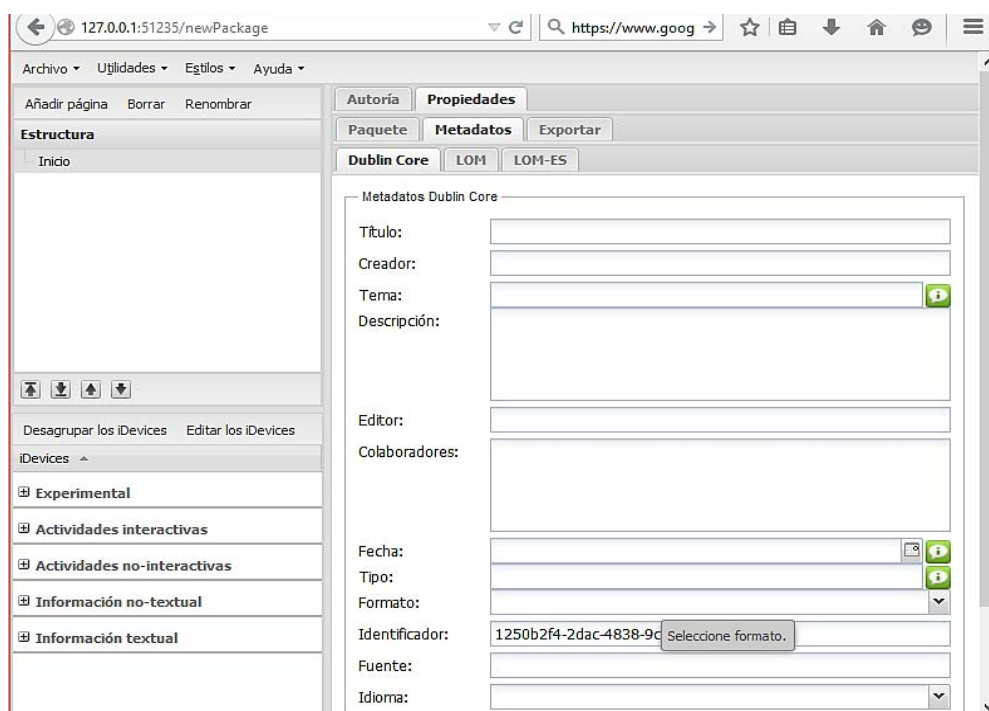 127.0.0.1:51235/newPackage
https://www.goog
Archivo Utilidades Estilos Ayuda
Añadir página Borrar Renombrar
Estructura
Inicio
Desagrupar los iDevices Editar los iDevices
iDevices
Experimental
Actividades interactivas
Actividades no-interactivas
Información no-textual
Información textual
Autoría Propiedades
Paquete Metadatos Exportar
Dublin Core LOM LOM-ES
Metadatos Dublin Core
Título:
Creador:
Tema:
Descripción:
Editor:
Colaboradores:
Fecha:
Tipo:
Formato:
Identificador: 1250b2f4-2dac-4838-9c
Seleccione formato.
Fuente:
Idioma: